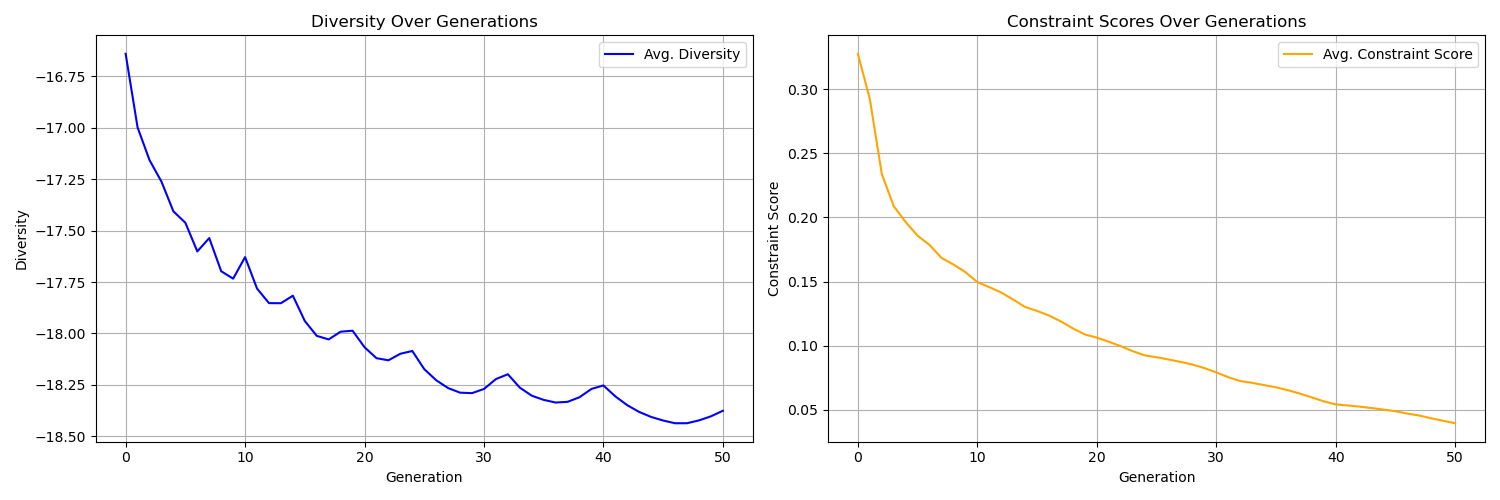 Diversity Over Generations
Avg. Diversity
−16.75
−17.00
−17.25
−17.50
−17.75
−18.00
−18.25
−18.50
Diversity
0 10 20 30 40 50
Generation
Constraint Scores Over Generations
Avg. Constraint Score
0.30
0.25
0.20
0.15
0.10
0.05
Constraint Score
0 10 20 30 40 50
Generation